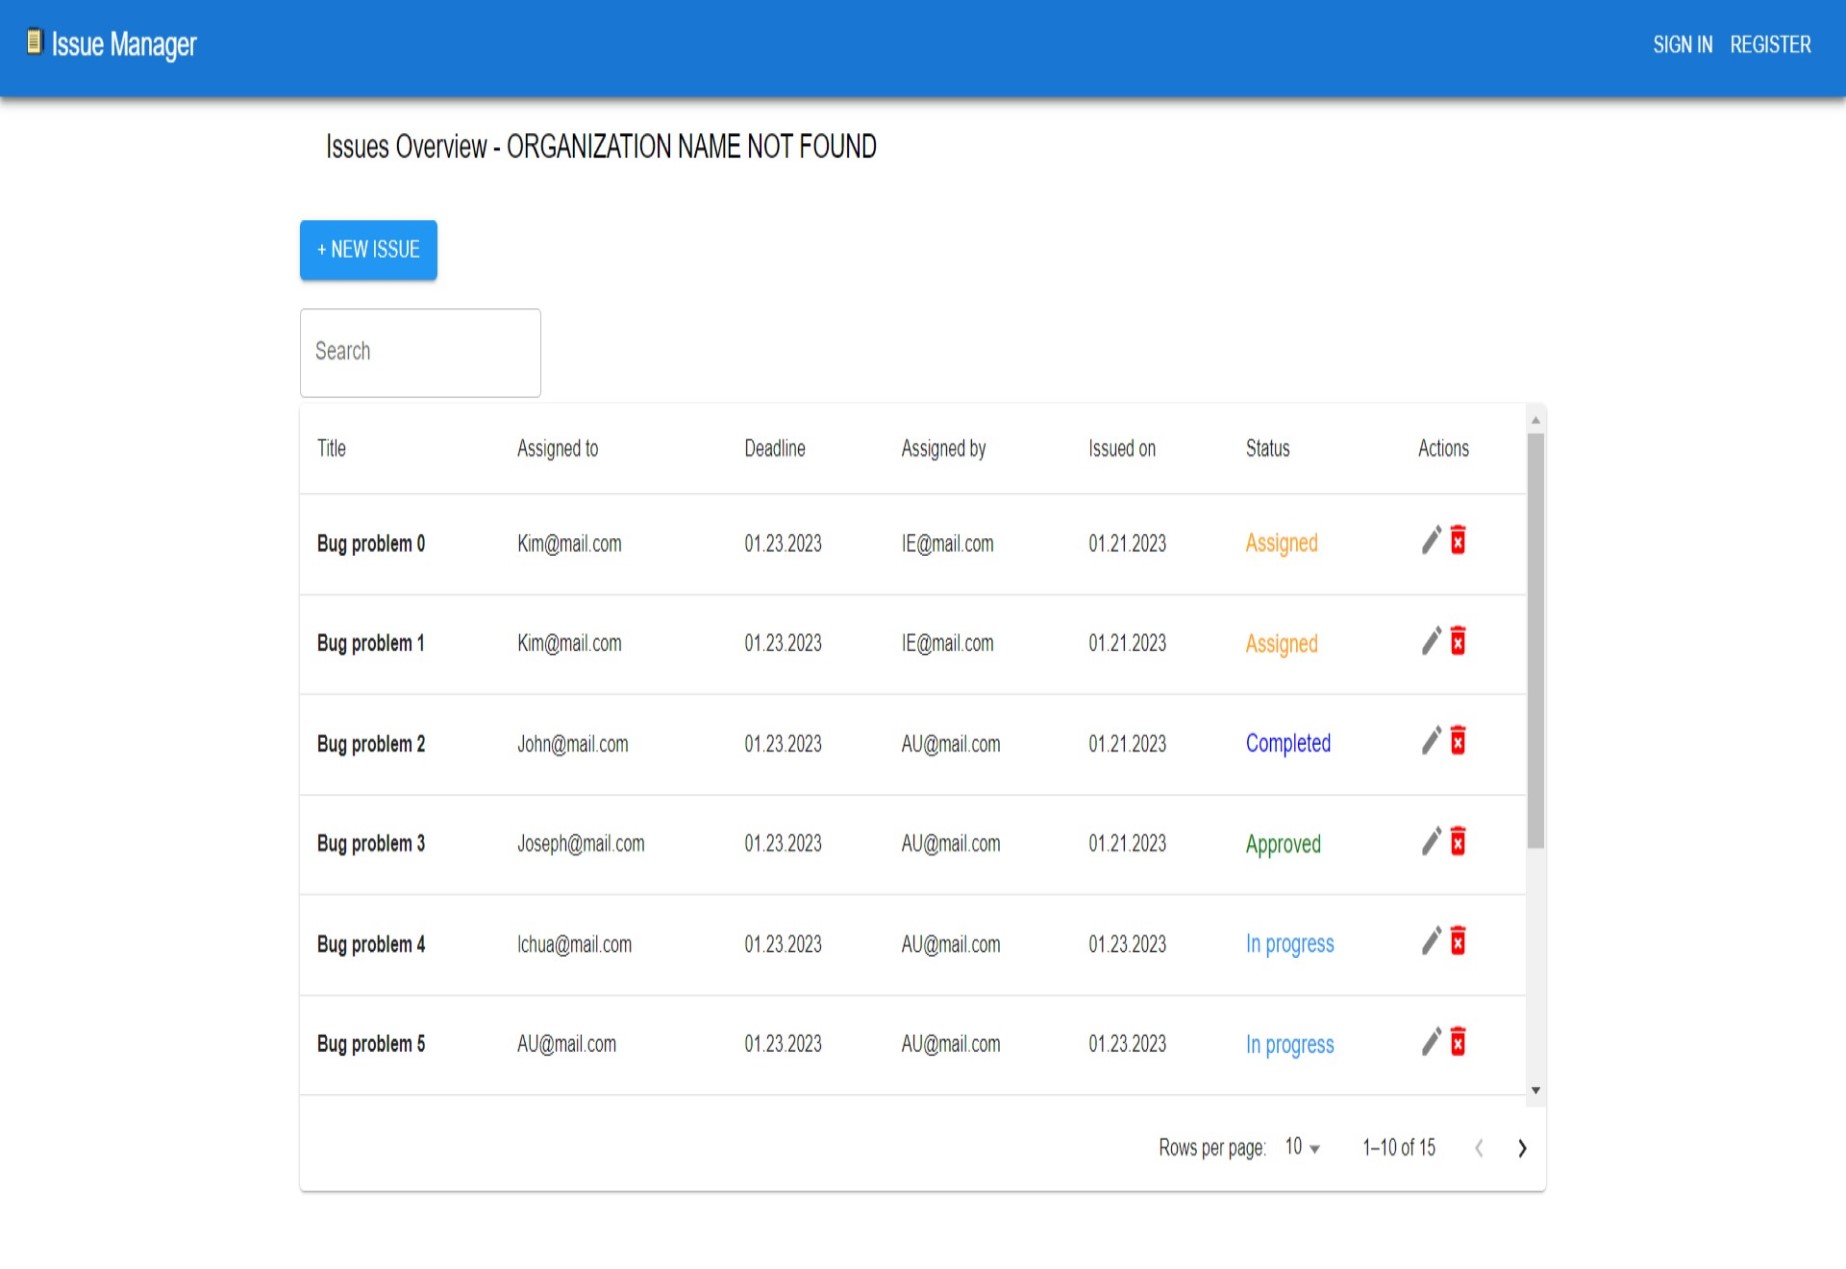 Issue Manager SIGN IN REGISTER
Issues Overview - ORGANIZATION NAME NOT FOUND
+ NEW ISSUE
Search
Title Assigned to Deadline Assigned by Issued on Status Actions
Bug problem 0 Kim@mail.com 01.23.2023 IE@mail.com 01.21.2023 Assigned
Bug problem 1 Kim@mail.com 01.23.2023 IE@mail.com 01.21.2023 Assigned
Bug problem 2 John@mail.com 01.23.2023 AU@mail.com 01.21.2023 Completed
Bug problem 3 Joseph@mail.com 01.23.2023 AU@mail.com 01.21.2023 Approved
Bug problem 4 Ichua@mail.com 01.23.2023 AU@mail.com 01.23.2023 In progress
Bug problem 5 AU@mail.com 01.23.2023 AU@mail.com 01.23.2023 In progress
Rows per page: 10 1–10 of 15